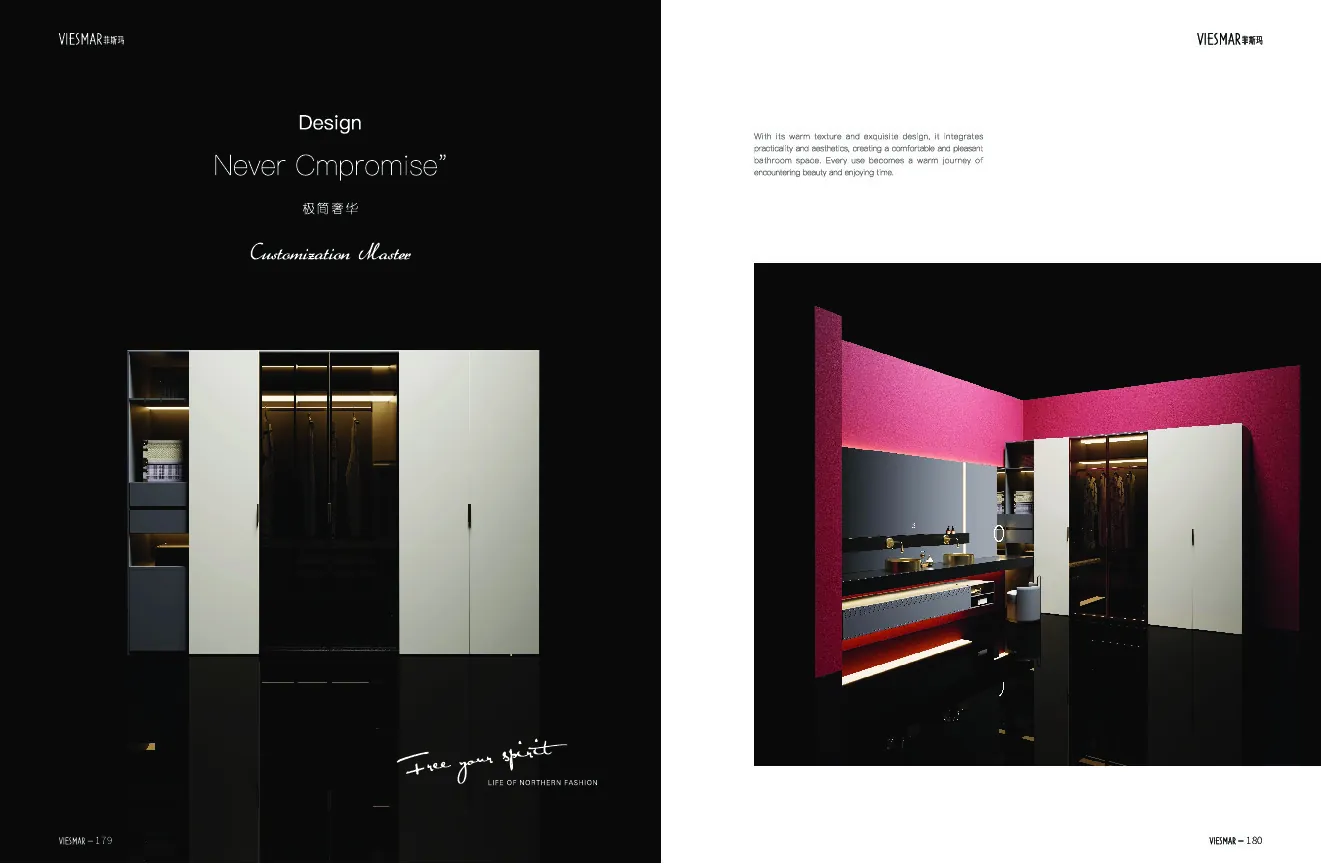 VIESMAR菲斯玛
Design
Never Cmpromise”
极简奢华
Customization Master
Free your spirit
LIFE OF NORTHERN FASHION
VIESMAR – 179
VIESMAR菲斯玛
With its warm texture and exquisite design, it integrates
practicality and aesthetics, creating a comfortable and pleasant
bathroom space. Every use becomes a warm journey of
encountering beauty and enjoying time.
VIESMAR – 180